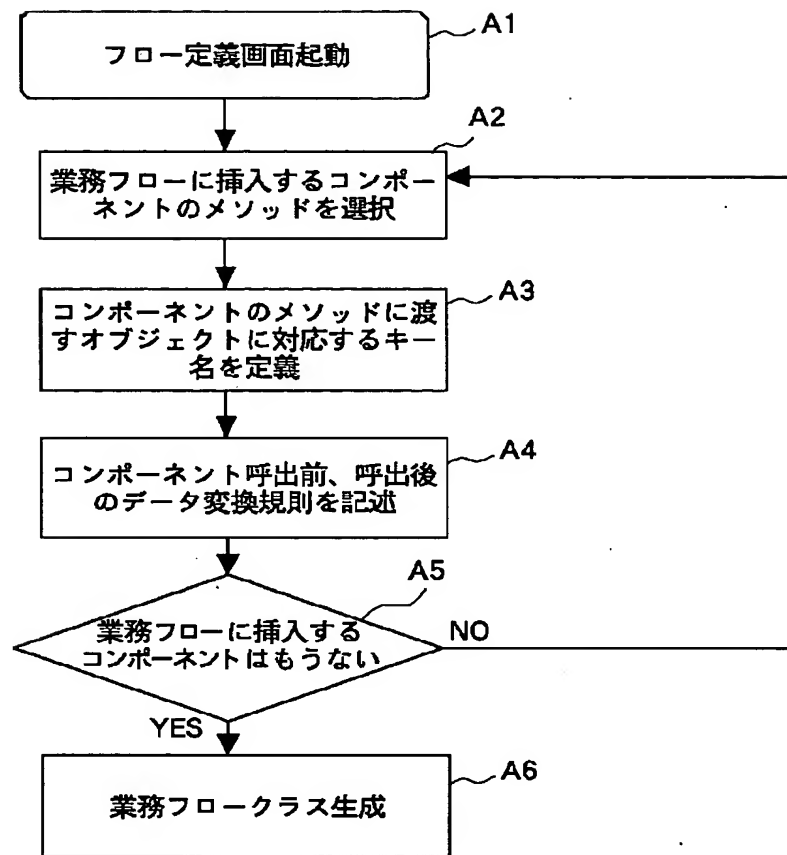 フロー定義画面起動
A1
A2
業務フローに挿入するコンポー
ネントのメソッドを選択
A3
コンポーネントのメソッドに渡
すオブジェクトに対応するキー
名を定義
A4
コンポーネント呼出前、呼出後
のデータ変換規則を記述
A5
業務フローに挿入する
コンポーネントはもうない
NO
YES
A6
業務フロークラス生成